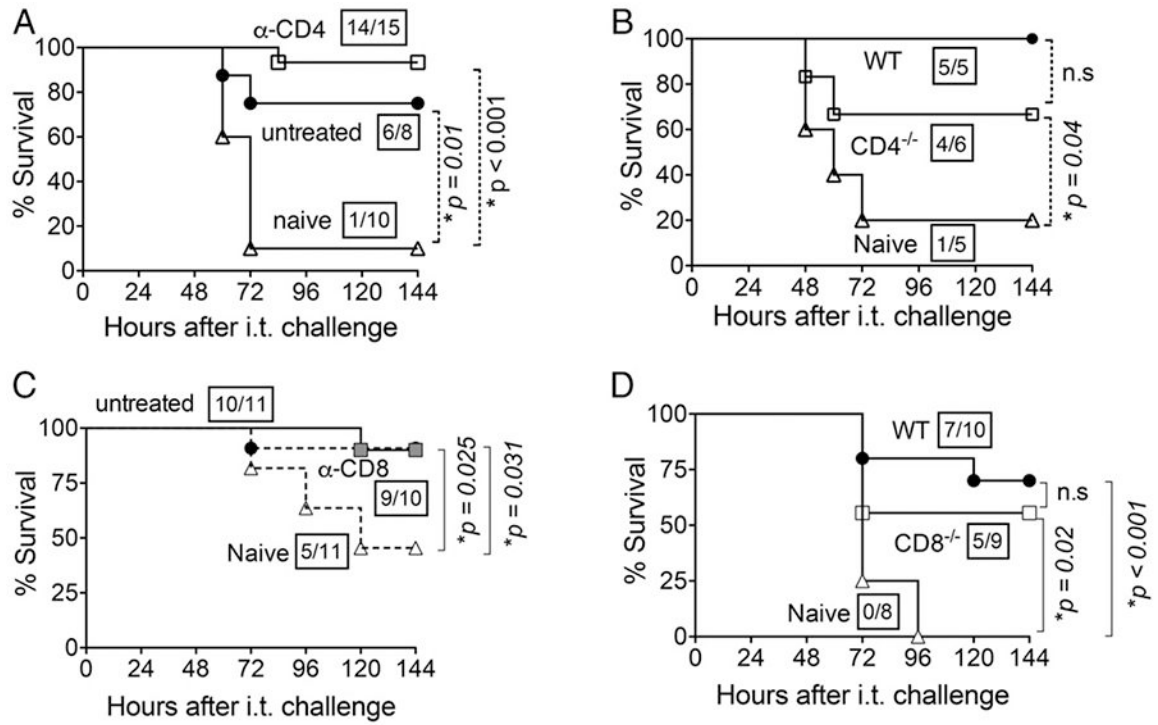 A
α-CD4 14/15
100
80
60
40
20
0
% Survival
untreated 6/8
naive 1/10
* p = 0.01
* p < 0.001
0 24 48 72 96 120 144
Hours after i.t. challenge
B
100
80
60
40
20
0
% Survival
WT 5/5
CD4-/- 4/6
Naive 1/5
n.s
* p = 0.04
0 24 48 72 96 120 144
Hours after i.t. challenge
C
untreated 10/11
100
75
50
25
0
% Survival
α-CD8
9/10
Naive 5/11
*p = 0.025
*p = 0.031
0 24 48 72 96 120 144
Hours after i.t. challenge
D
100
75
50
25
0
% Survival
WT 7/10
CD8-/- 5/9
Naive 0/8
n.s
*p = 0.02
*p < 0.001
0 24 48 72 96 120 144
Hours after i.t. challenge